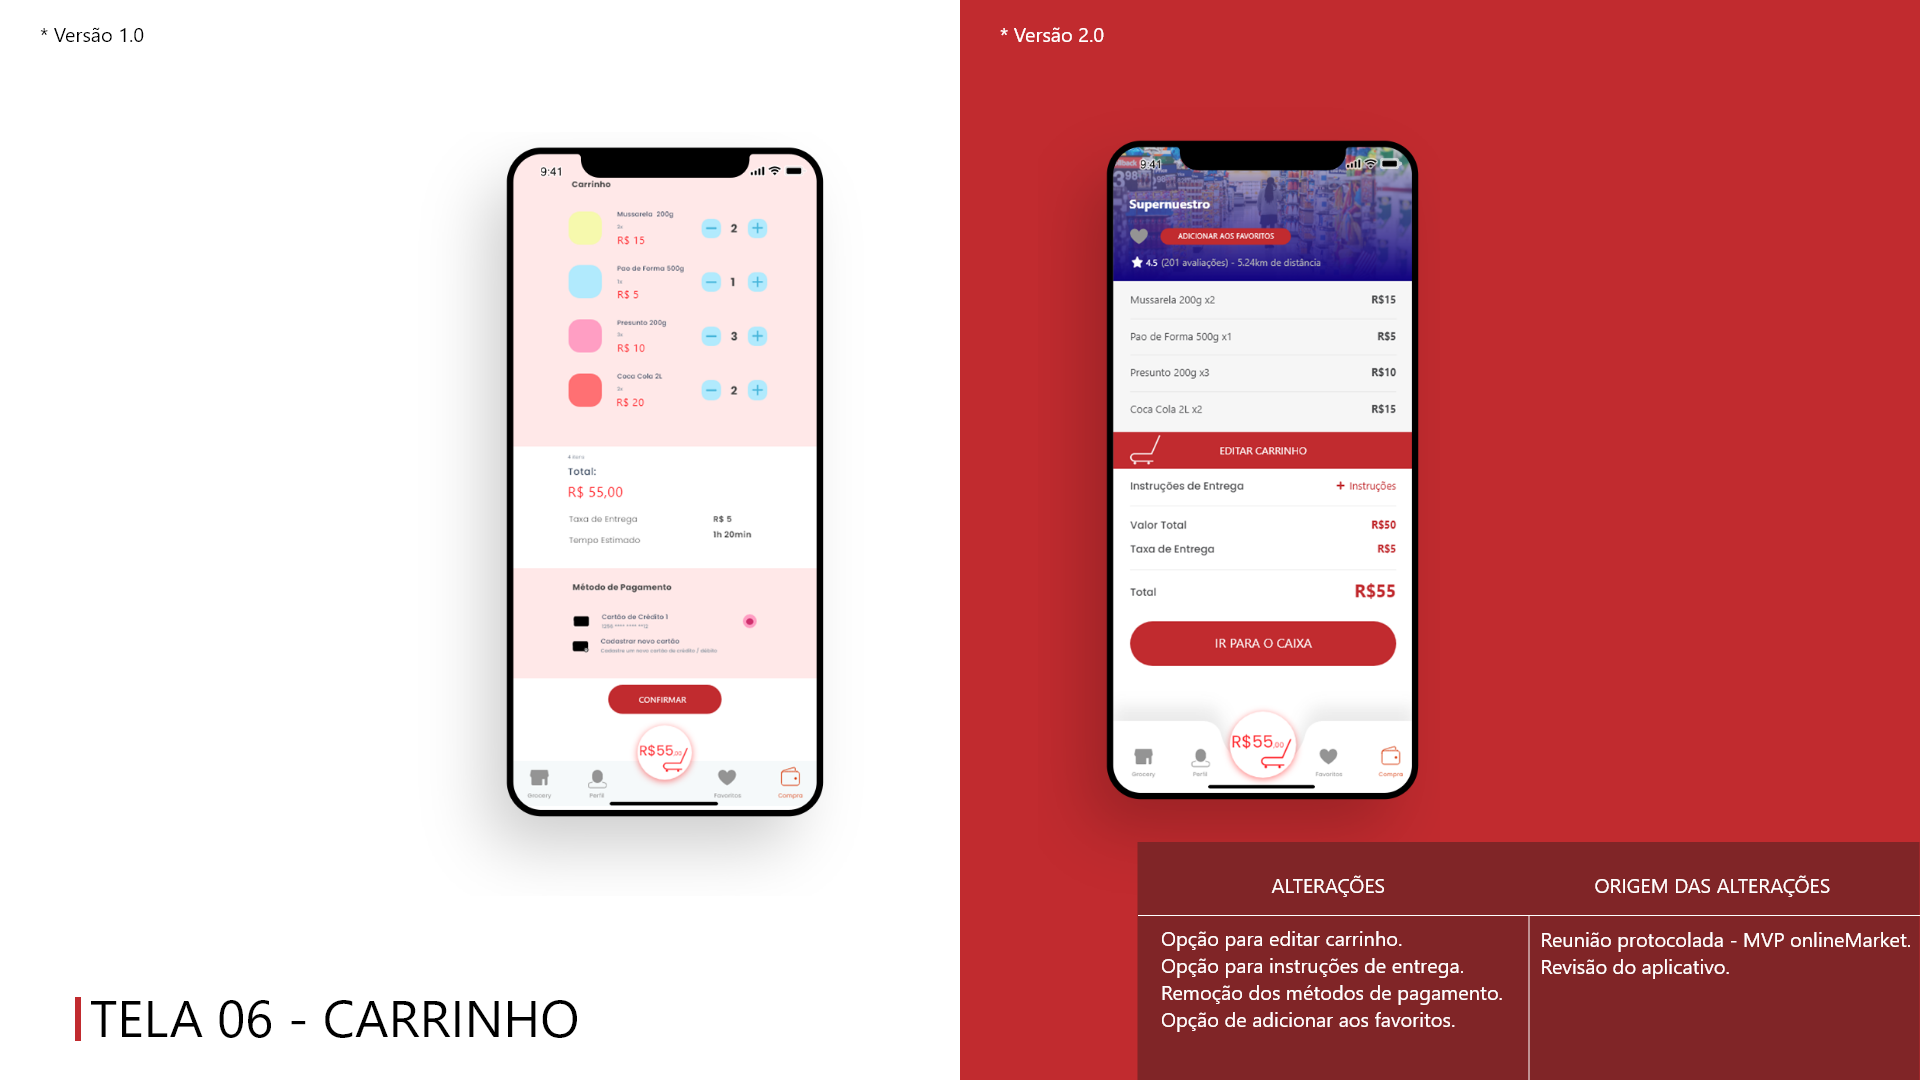 * Versão 1.0
9:41
Carrinho
Mussarela 200g
2x
R$ 15
2
Pao de Forma 500g
1x
R$ 5
1
Presunto 200g
3x
R$ 10
3
Coca Cola 2L
R$ 20
2
Total:
R$ 55,00
Taxa de Entrega
R$ 5
Tempo Estimado
1h 20min
Método de Pagamento
Cartão de Crédito 1
Cadastrar novo cartão
Cadastre um novo cartão de crédito / débito
CONFIRMAR
R$55,00
Grocery
Perfil
Favoritos
Compra
TELA 06 - CARRINHO
* Versão 2.0
9:41
Supernuestro
ADICIONAR AOS FAVORITOS
4.5 (201 avaliações) - 5.24km de distância
Mussarela 200g x2
R$15
Pao de Forma 500g x1
R$5
Presunto 200g x3
R$10
Coca Cola 2L x2
R$15
EDITAR CARRINHO
Instruções de Entrega
+ Instruções
Valor Total
R$50
Taxa de Entrega
R$5
Total
R$55
IR PARA O CAIXA
R$55,00
Grocery
Perfil
Favoritos
Compra
ALTERAÇÕES
Opção para editar carrinho.
Opção para instruções de entrega.
Remoção dos métodos de pagamento.
Opção de adicionar aos favoritos.
ORIGEM DAS ALTERAÇÕES
Reunião protocolada - MVP onlineMarket.
Revisão do aplicativo.